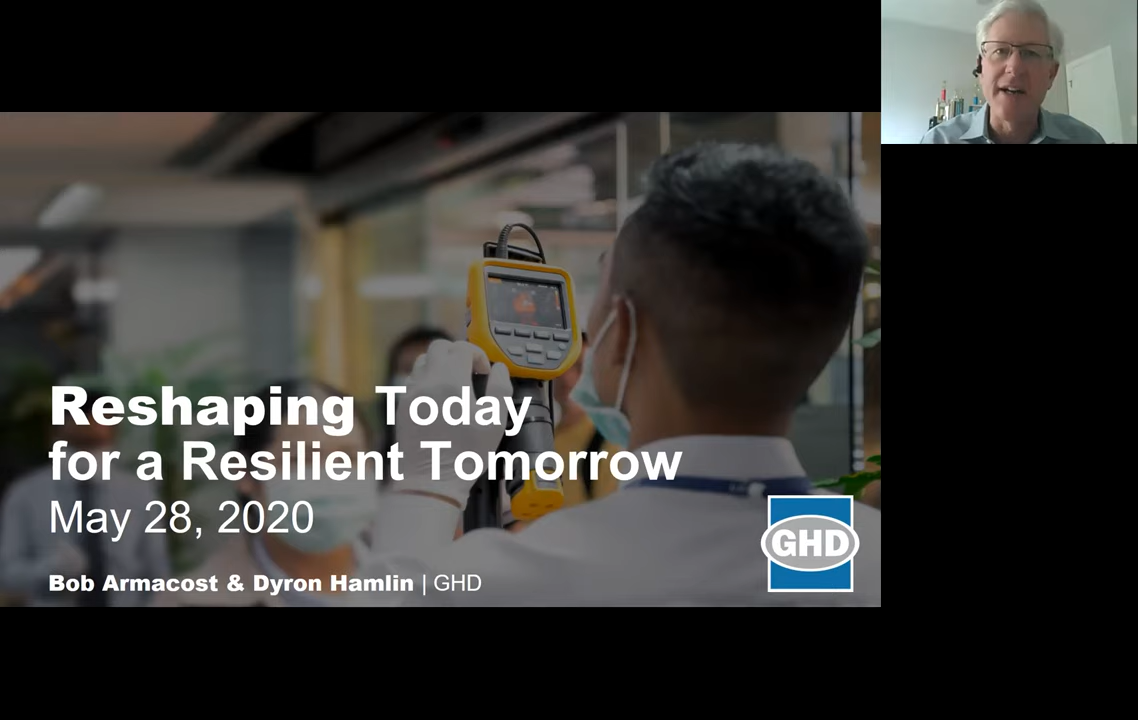 Reshaping Today
for a Resilient Tomorrow
May 28, 2020
Bob Armacost & Dyron Hamlin | GHD
GHD